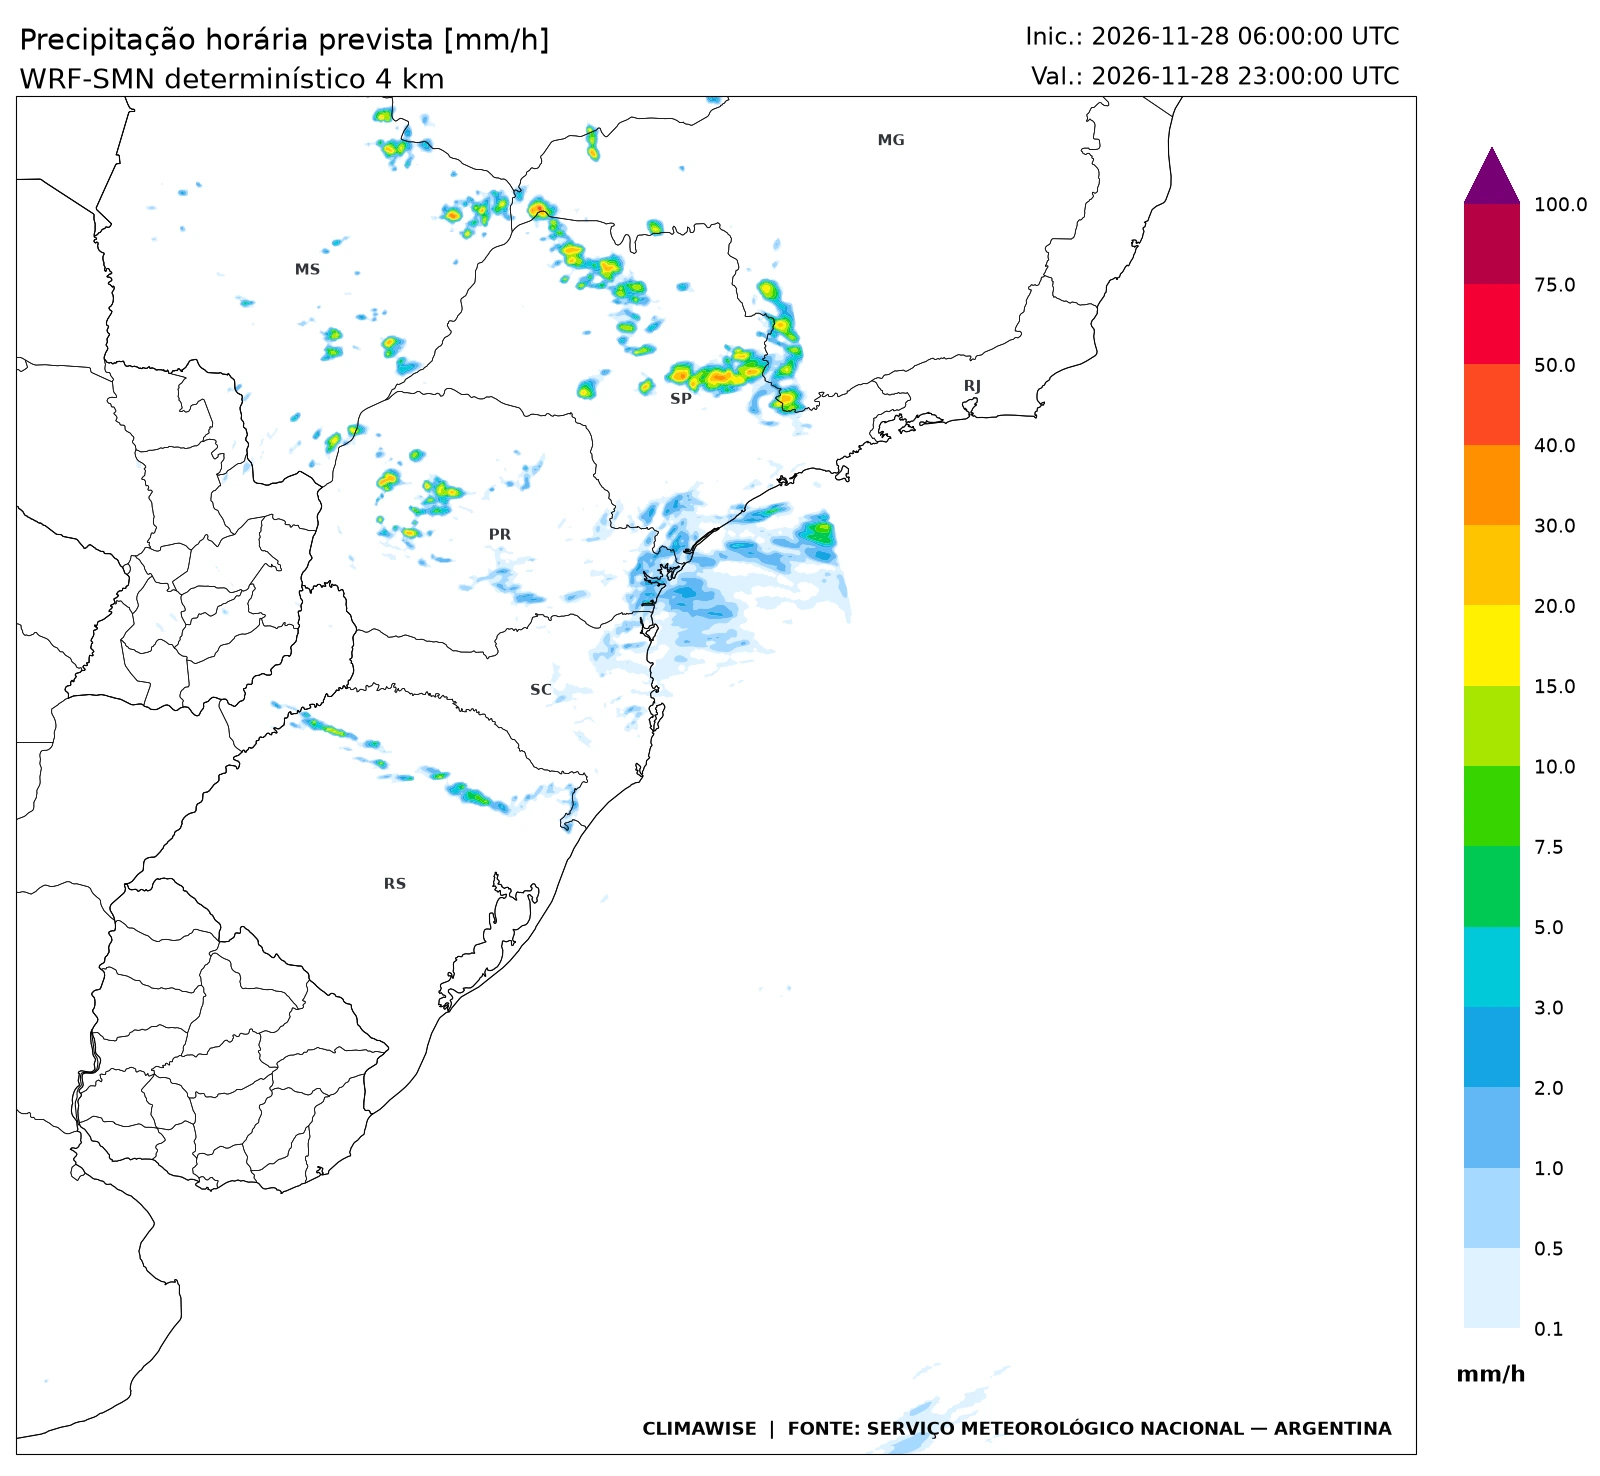 Precipitação horária prevista [mm/h]
WRF-SMN determinístico 4 km
Inic.: 2026-11-28 06:00:00 UTC
Val.: 2026-11-28 23:00:00 UTC
MG
MS
RJ
SP
PR
SC
RS
100.0
75.0
50.0
40.0
30.0
20.0
15.0
10.0
7.5
5.0
3.0
2.0
1.0
0.5
0.1
mm/h
CLIMAWISE | FONTE: SERVIÇO METEOROLÓGICO NACIONAL — ARGENTINA